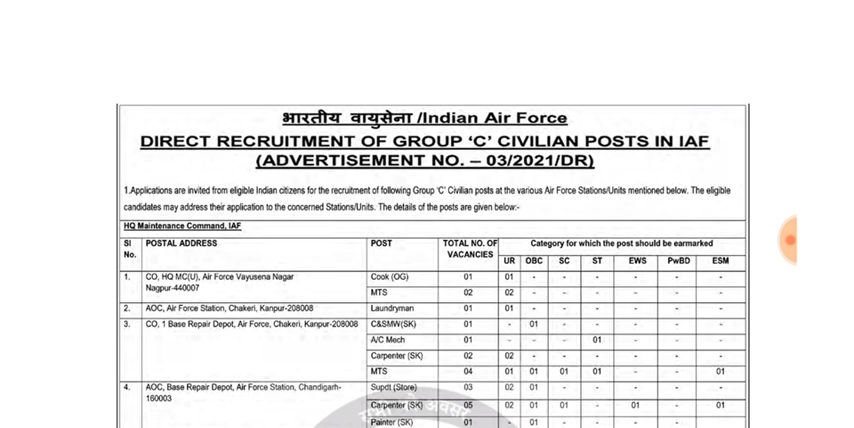 भारतीय वायुसेना /Indian Air Force
DIRECT RECRUITMENT OF GROUP 'C' CIVILIAN POSTS IN IAF
(ADVERTISEMENT NO. – 03/2021/DR)
1.Applications are invited from eligible Indian citizens for the recruitment of following Group 'C' Civilian posts at the various Air Force Stations/Units mentioned below. The eligible
candidates may address their application to the concerned Stations/Units. The details of the posts are given below:-
HQ Maintenance Command, IAF
Sl No. POSTAL ADDRESS POST TOTAL NO. OF VACANCIES Category for which the post should be earmarked
UR OBC SC ST EWS PwBD ESM
1. CO, HQ MC(U), Air Force Vayusena Nagar Cook (OG) 01 01 - - - - - -
Nagpur-440007 MTS 02 02 - - - - - -
2. AOC, Air Force Station, Chakeri, Kanpur-208008 Laundryman 01 01 - - - - - -
3. CO, 1 Base Repair Depot, Air Force, Chakeri, Kanpur-208008 C&SMW(SK) 01 - 01 - - - - -
A/C Mech 01 - - - 01 - - -
Carpenter (SK) 02 02 - - - - - -
MTS 04 01 01 01 01 - - 01
4. AOC, Base Repair Depot, Air Force Station, Chandigarh- Supdt (Store) 03 02 01 - - - - -
160003 Carpenter (SK) 05 02 01 01 - 01 - 01
Painter (SK) 01 - 01 - - - - -
सभी को अवसर